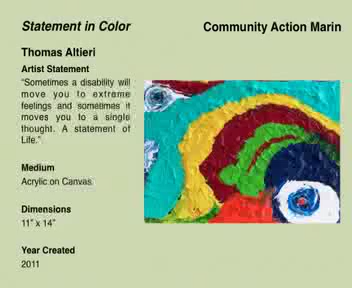 Statement in Color
Community Action Marin
Thomas Altieri
Artist Statement
“Sometimes a disability will
move you to extreme
feelings and sometimes it
moves you to a single
thought. A statement of
Life.”
Medium
Acrylic on Canvas
Dimensions
11” x 14”
Year Created
2011